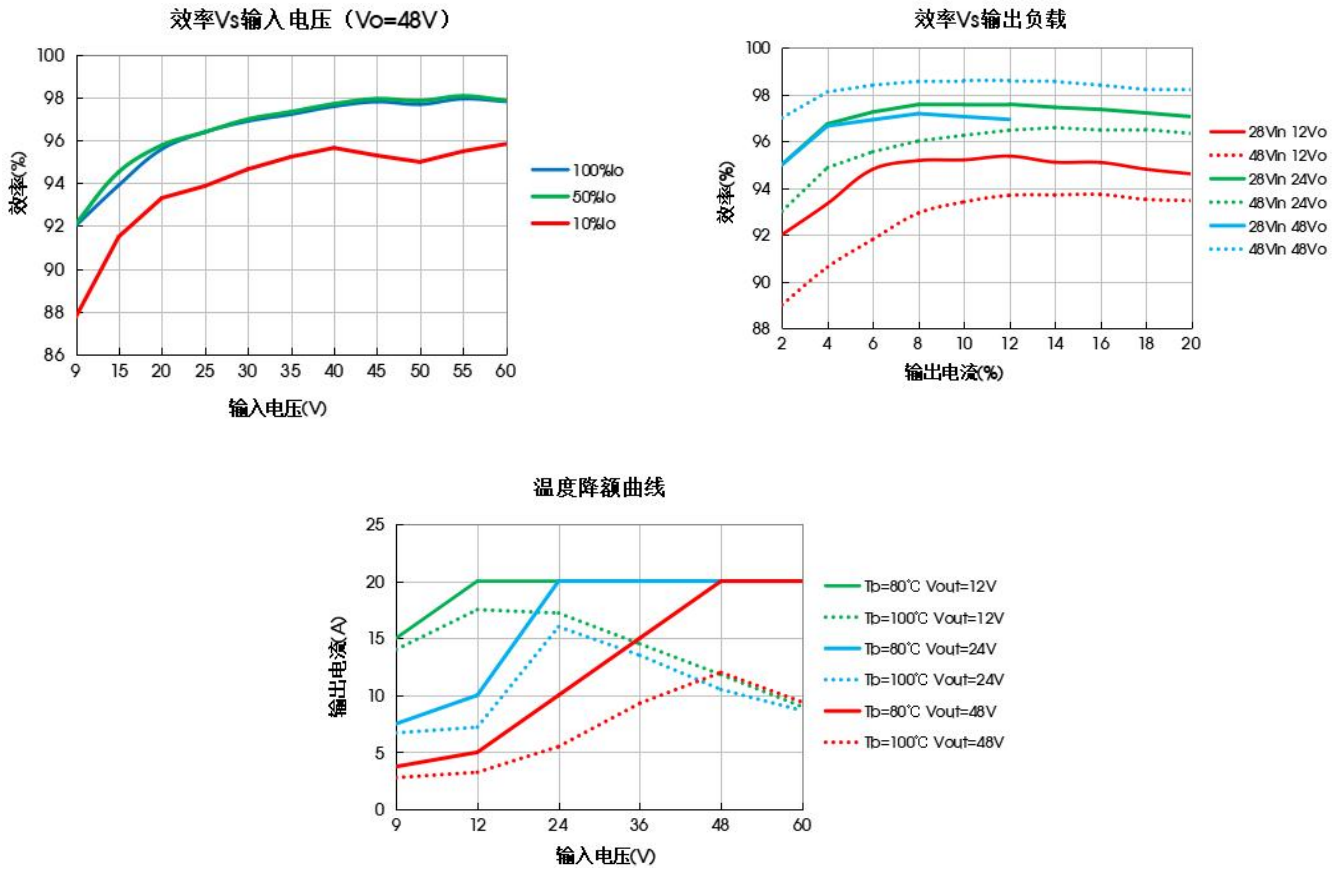 效率Vs输入电压（Vo=48V）
100
98
96
94
92
90
88
86
效率(%)
9 15 20 25 30 35 40 45 50 55 60
输入电压(V)
100%Io
50%Io
10%Io
效率Vs输出负载
100
98
96
94
92
90
88
效率(%)
2 4 6 8 10 12 14 16 18 20
输出电流(%)
28Vin 12Vo
48Vin 12Vo
28Vin 24Vo
48Vin 24Vo
28Vin 48Vo
48Vin 48Vo
温度降额曲线
25
20
15
10
5
0
输出电流(A)
9 12 24 36 48 60
输入电压(V)
Tb=80℃ Vout=12V
Tb=100℃ Vout=12V
Tb=80℃ Vout=24V
Tb=100℃ Vout=24V
Tb=80℃ Vout=48V
Tb=100℃ Vout=48V